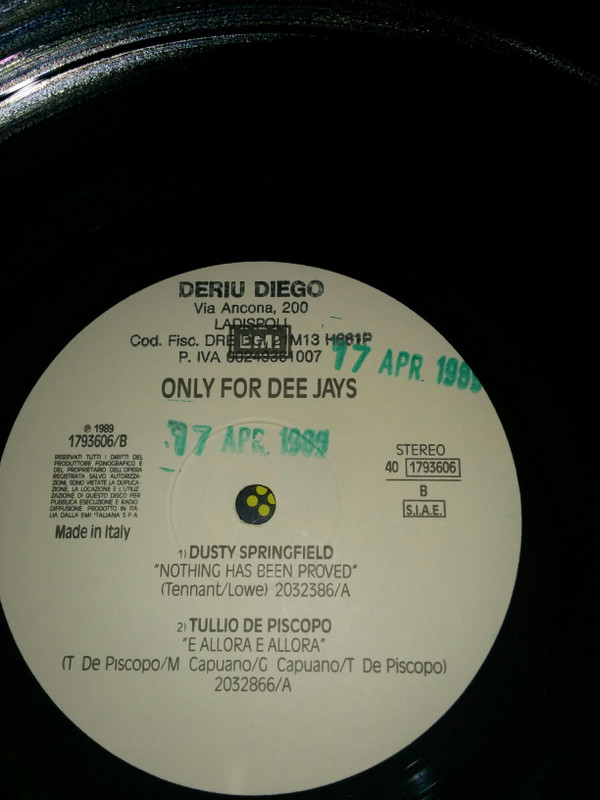 DERIU DIEGO
Via Ancona, 200
LADISPOLI
Cod. Fisc. M13
EMI
P. IVA 1007
17 APR. 1989
ONLY FOR DEE JAYS
17 APR. 1989
℗ 1989
1793606/B
RISERVATI TUTTI I DIRITTI DEL
PRODUTTORE FONOGRAFICO E
DEL PROPRIETARIO DELL'OPERA
REGISTRATA SALVO AUTORIZZA-
ZIONI, SONO VIETATE LA DUPLICA-
ZIONE, LA LOCAZIONE E L'UTILIZ-
ZAZIONE DI QUESTO DISCO PER
PUBBLICA ESECUZIONE E RADIO
DIFFUSIONE PRODOTTO IN ITA-
LIA DALLA EMI ITALIANA S P A
Made in Italy
STEREO
40 1793606
B
S.I.A.E.
1) DUSTY SPRINGFIELD
"NOTHING HAS BEEN PROVED"
(Tennant/Lowe) 2032386/A
2) TULLIO DE PISCOPO
"E ALLORA E ALLORA"
(T De Piscopo/M Capuano/G Capuano/T De Piscopo)
2032866/A